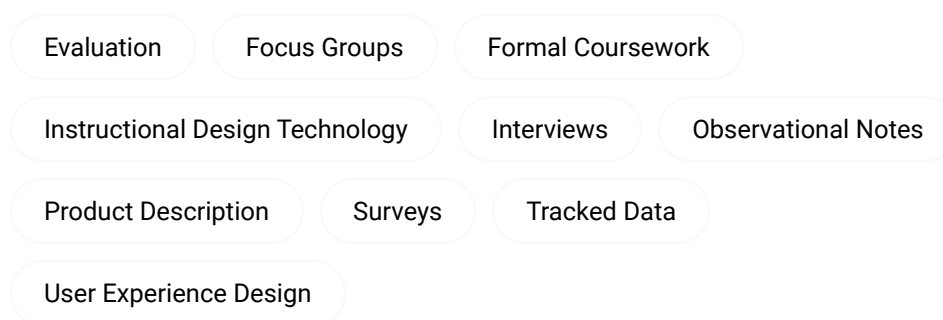 Evaluation Focus Groups Formal Coursework
Instructional Design Technology Interviews Observational Notes
Product Description Surveys Tracked Data
User Experience Design